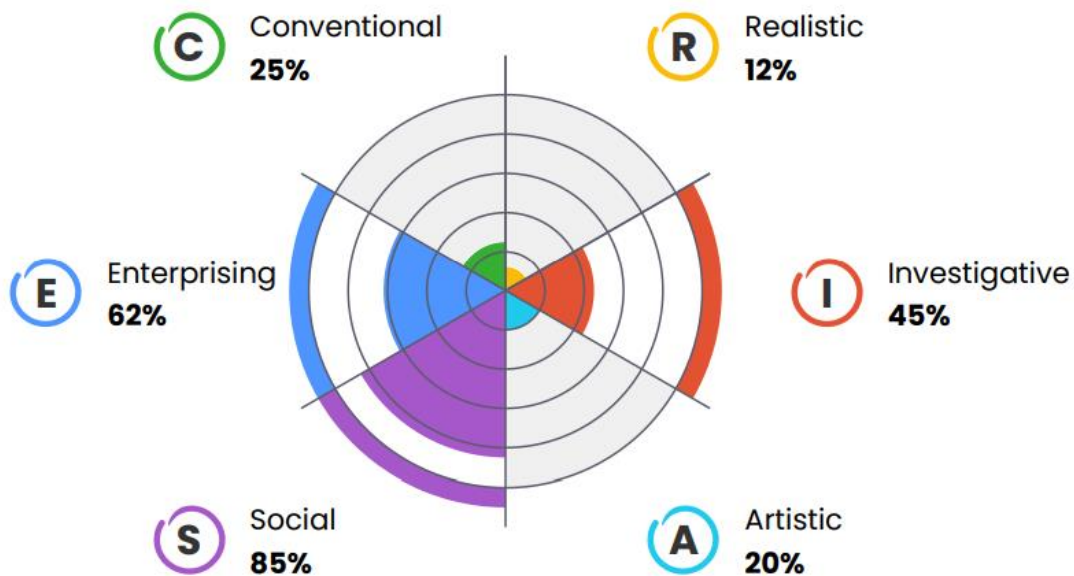 C
Conventional
25%
R
Realistic
12%
E
Enterprising
62%
I
Investigative
45%
S
Social
85%
A
Artistic
20%